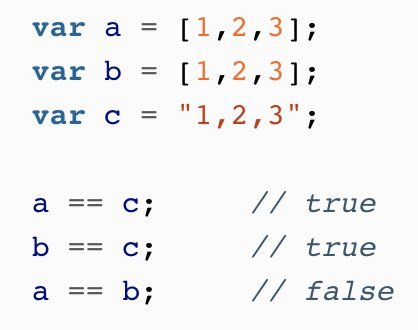 var a = [1,2,3];
var b = [1,2,3];
var c = "1,2,3";
a == c;     // true
b == c;     // true
a == b;     // false